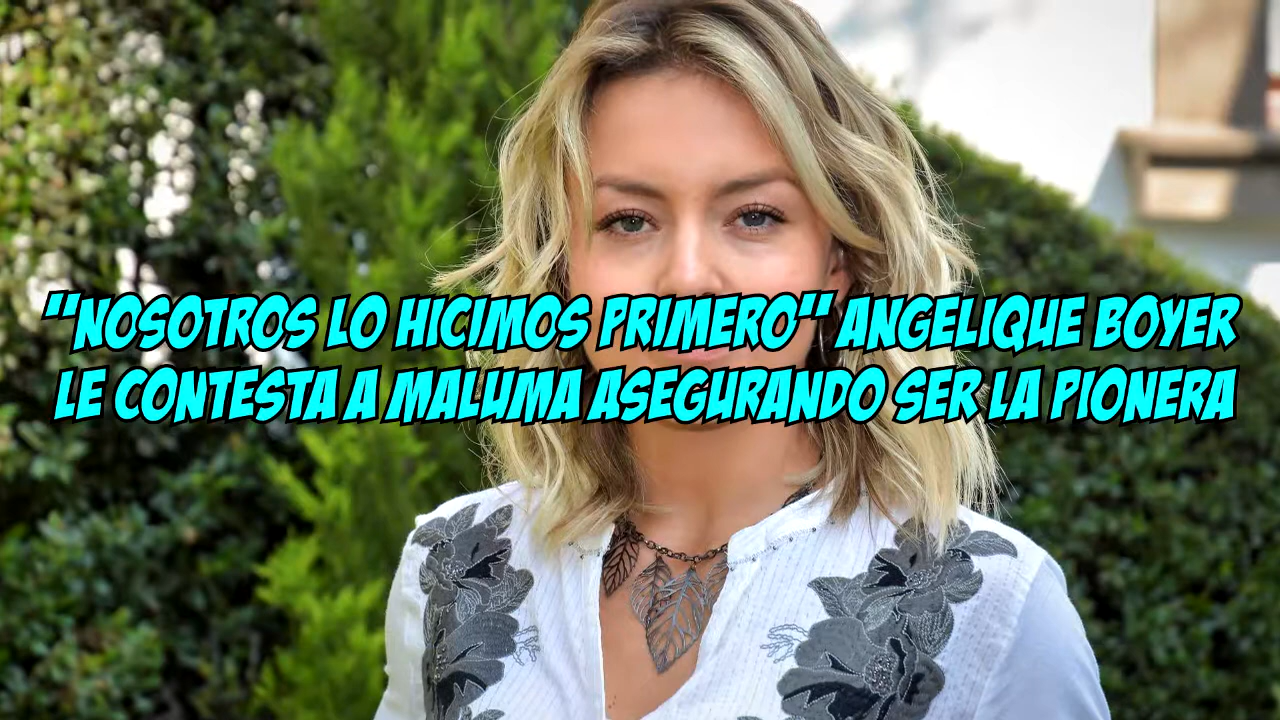 “NOSOTROS LO HICIMOS PRIMERO” ANGELIQUE BOYER
LE CONTESTA A MALUMA ASEGURANDO SER LA PIONERA